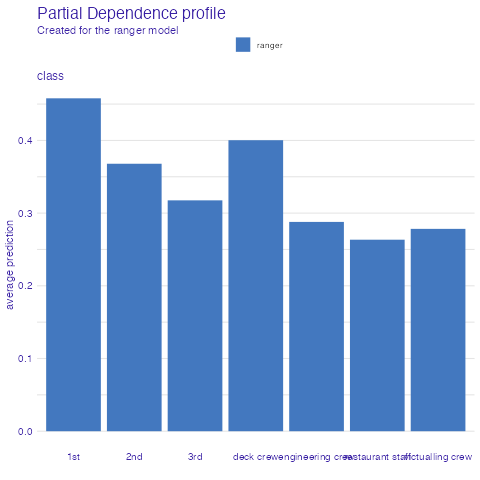 Partial Dependence profile
Created for the ranger model
ranger
class
0.4
0.3
0.2
0.1
0.0
average prediction
1st 2nd 3rd deck crew engineering crew restaurant staff victualling crew